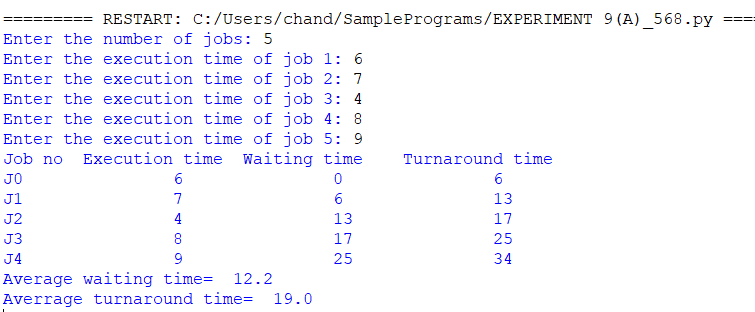 ========= RESTART: C:/Users/chand/SamplePrograms/EXPERIMENT 9(A)_568.py ====
Enter the number of jobs: 5
Enter the execution time of job 1: 6
Enter the execution time of job 2: 7
Enter the execution time of job 3: 4
Enter the execution time of job 4: 8
Enter the execution time of job 5: 9
Job no  Execution time  Waiting time    Turnaround time
J0               6               0               6
J1               7               6               13
J2               4               13              17
J3               8               17              25
J4               9               25              34
Average waiting time=  12.2
Averrage turnaround time=  19.0